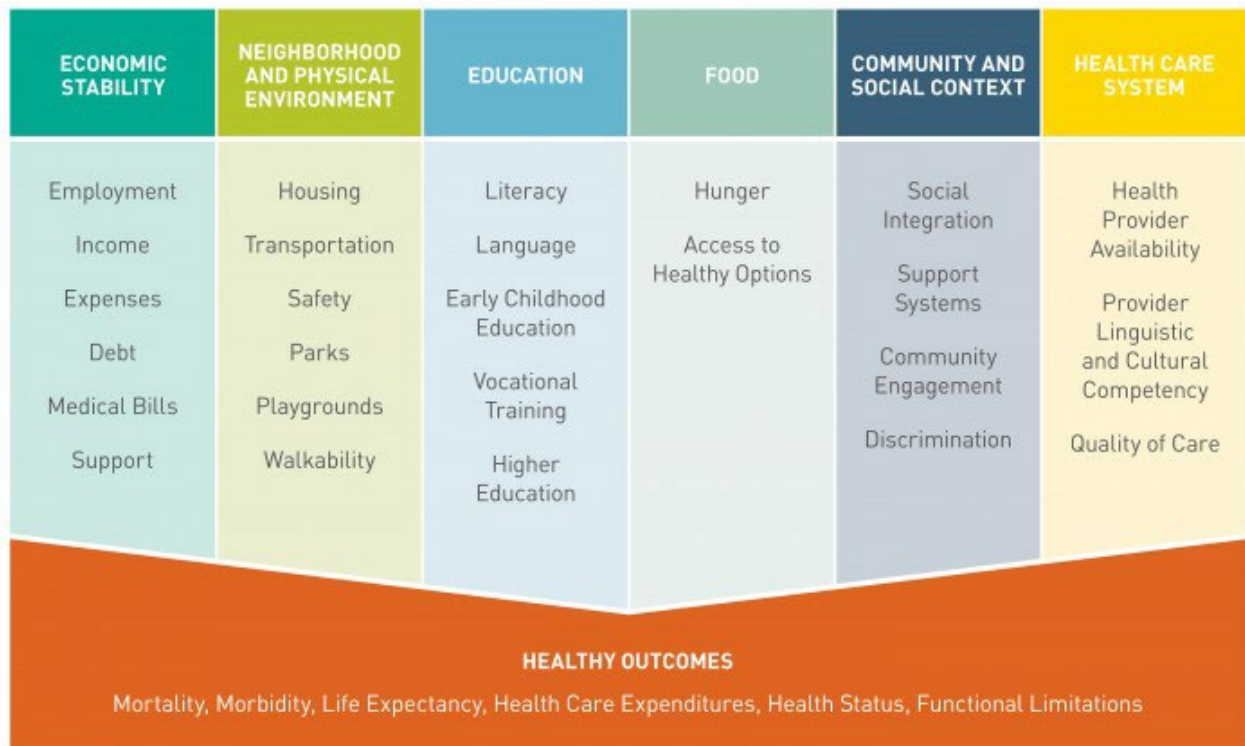 ECONOMIC
STABILITY
NEIGHBORHOOD
AND PHYSICAL
ENVIRONMENT
EDUCATION
FOOD
COMMUNITY AND
SOCIAL CONTEXT
HEALTH CARE
SYSTEM
Employment
Income
Expenses
Debt
Medical Bills
Support
Housing
Transportation
Safety
Parks
Playgrounds
Walkability
Literacy
Language
Early Childhood
Education
Vocational
Training
Higher
Education
Hunger
Access to
Healthy Options
Social
Integration
Support
Systems
Community
Engagement
Discrimination
Health
Provider
Availability
Provider
Linguistic
and Cultural
Competency
Quality of Care
HEALTHY OUTCOMES
Mortality, Morbidity, Life Expectancy, Health Care Expenditures, Health Status, Functional Limitations